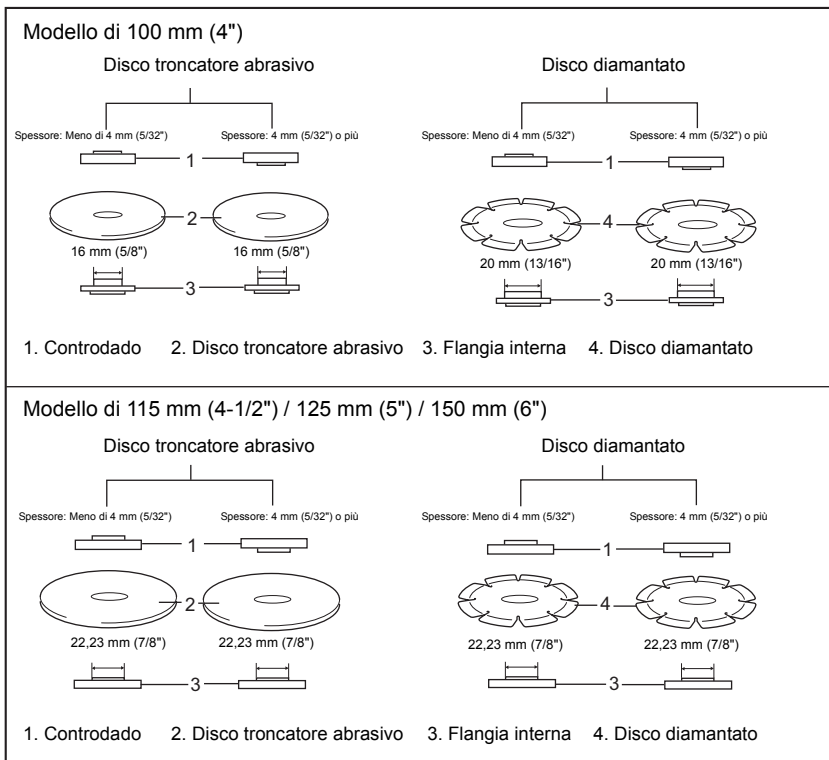 Modello di 100 mm (4")
Disco troncatore abrasivo Disco diamantato
Spessore: Meno di 4 mm (5/32") Spessore: 4 mm (5/32") o più Spessore: Meno di 4 mm (5/32") Spessore: 4 mm (5/32") o più
1 1
2 4
16 mm (5/8") 16 mm (5/8") 20 mm (13/16") 20 mm (13/16")
3 3
1. Controdado 2. Disco troncatore abrasivo 3. Flangia interna 4. Disco diamantato
Modello di 115 mm (4-1/2") / 125 mm (5") / 150 mm (6")
Disco troncatore abrasivo Disco diamantato
Spessore: Meno di 4 mm (5/32") Spessore: 4 mm (5/32") o più Spessore: Meno di 4 mm (5/32") Spessore: 4 mm (5/32") o più
1 1
2 4
22,23 mm (7/8") 22,23 mm (7/8") 22,23 mm (7/8") 22,23 mm (7/8")
3 3
1. Controdado 2. Disco troncatore abrasivo 3. Flangia interna 4. Disco diamantato